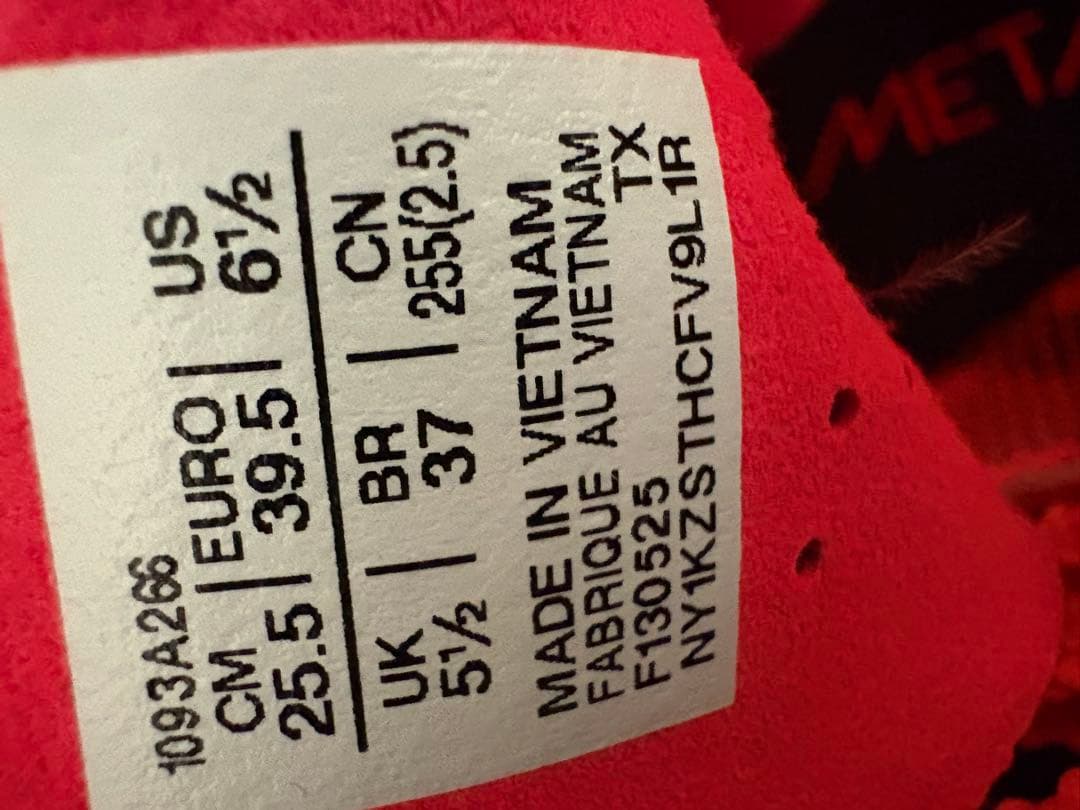 1093A266
CM | EURO | US
25.5 | 39.5 | 6½
UK | BR | CN
5½ | 37 | 255(2.5)
MADE IN VIETNAM
FABRIQUE AU VIETNAM
F130525 TX
NY1KZSTHCFV9L1R
META